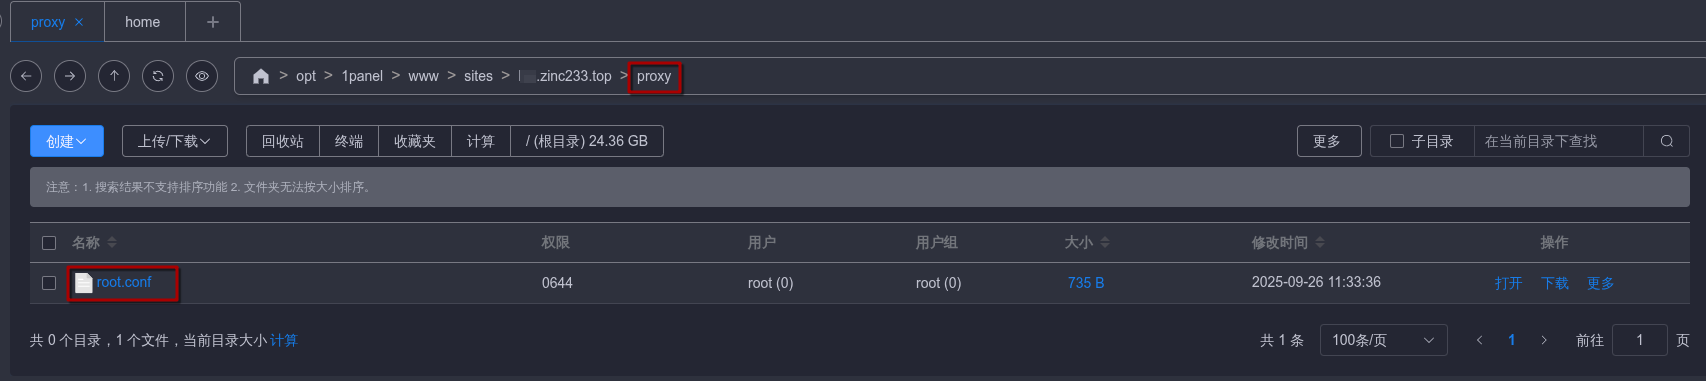 proxy × home +
> opt > 1panel > www > sites > .zinc233.top > proxy
创建 上传/下载 回收站 终端 收藏夹 计算 / (根目录) 24.36 GB 更多 子目录 在当前目录下查找
注意：1. 搜索结果不支持排序功能 2. 文件夹无法按大小排序。
名称 权限 用户 用户组 大小 修改时间 操作
root.conf 0644 root (0) root (0) 735 B 2025-09-26 11:33:36 打开 下载 更多
共 0 个目录，1 个文件，当前目录大小 计算 共 1 条 100条/页 < 1 > 前往 1 页